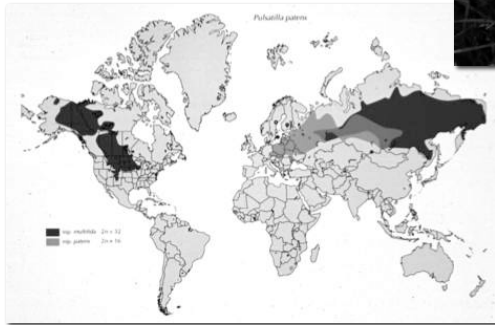 Pulsatilla patens
ssp. multifida 2n = 32
ssp. patens 2n = 16